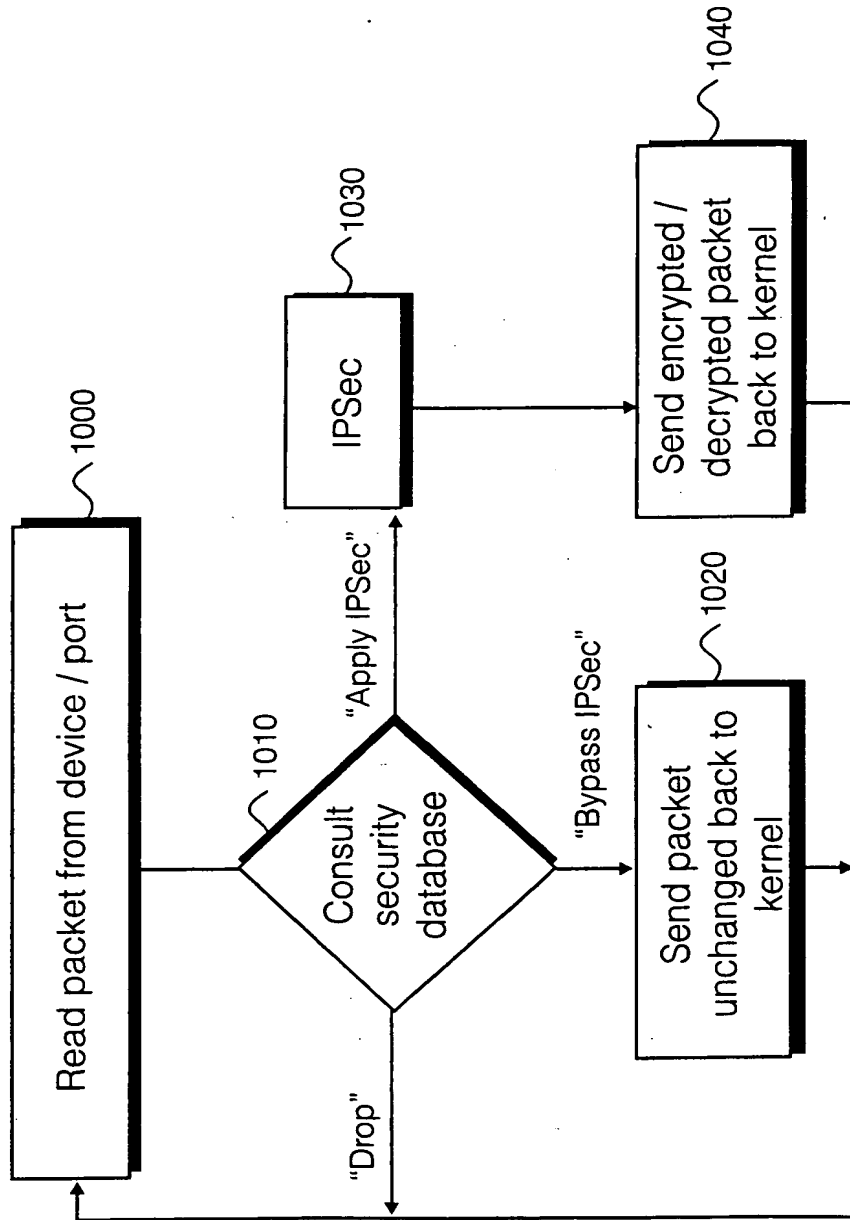 Read packet from device / port
1000
Consult
security
database
1010
"Drop"
"Apply IPSec"
"Bypass IPSec"
IPSec
1030
Send packet
unchanged back to
kernel
1020
Send encrypted /
decrypted packet
back to kernel
1040